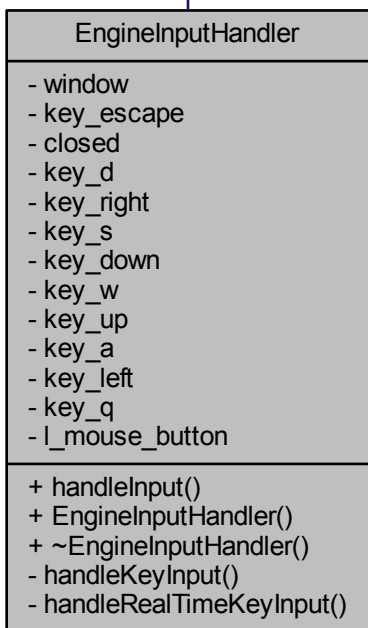 EngineInputHandler
- window
- key_escape
- closed
- key_d
- key_right
- key_s
- key_down
- key_w
- key_up
- key_a
- key_left
- key_q
- l_mouse_button
+ handleInput()
+ EngineInputHandler()
+ ~EngineInputHandler()
- handleKeyInput()
- handleRealTimeKeyInput()